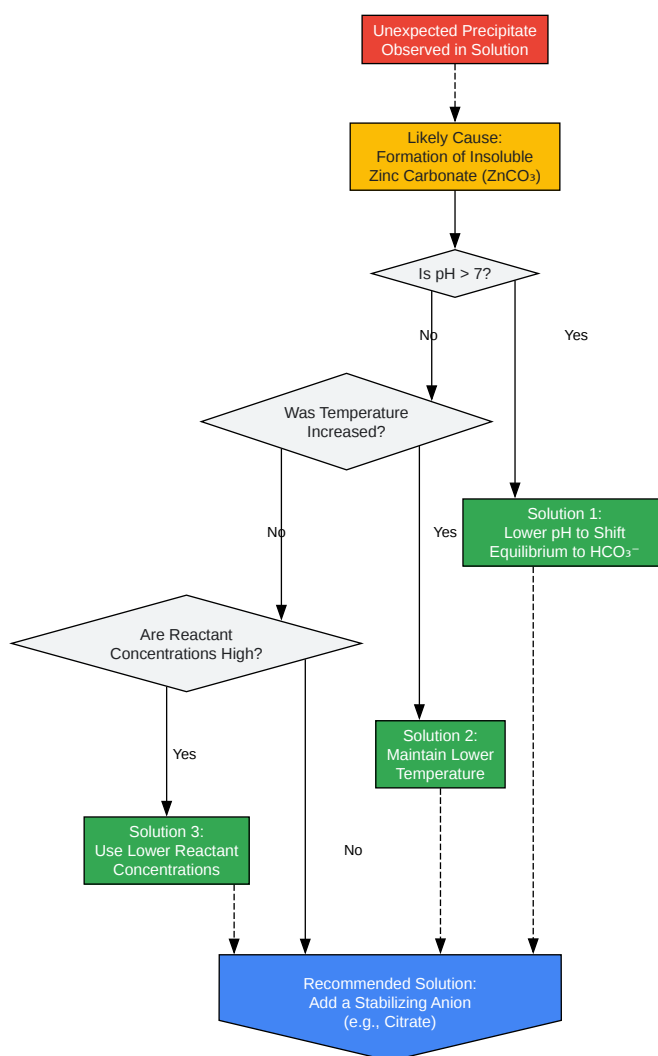 Unexpected Precipitate
Observed in Solution
Likely Cause:
Formation of Insoluble
Zinc Carbonate (ZnCO₃)
Is pH > 7?
No
Yes
Was Temperature
Increased?
No
Yes
Solution 1:
Lower pH to Shift
Equilibrium to HCO₃⁻
Are Reactant
Concentrations High?
Yes
Solution 2:
Maintain Lower
Temperature
Solution 3:
Use Lower Reactant
Concentrations
No
Recommended Solution:
Add a Stabilizing Anion
(e.g., Citrate)